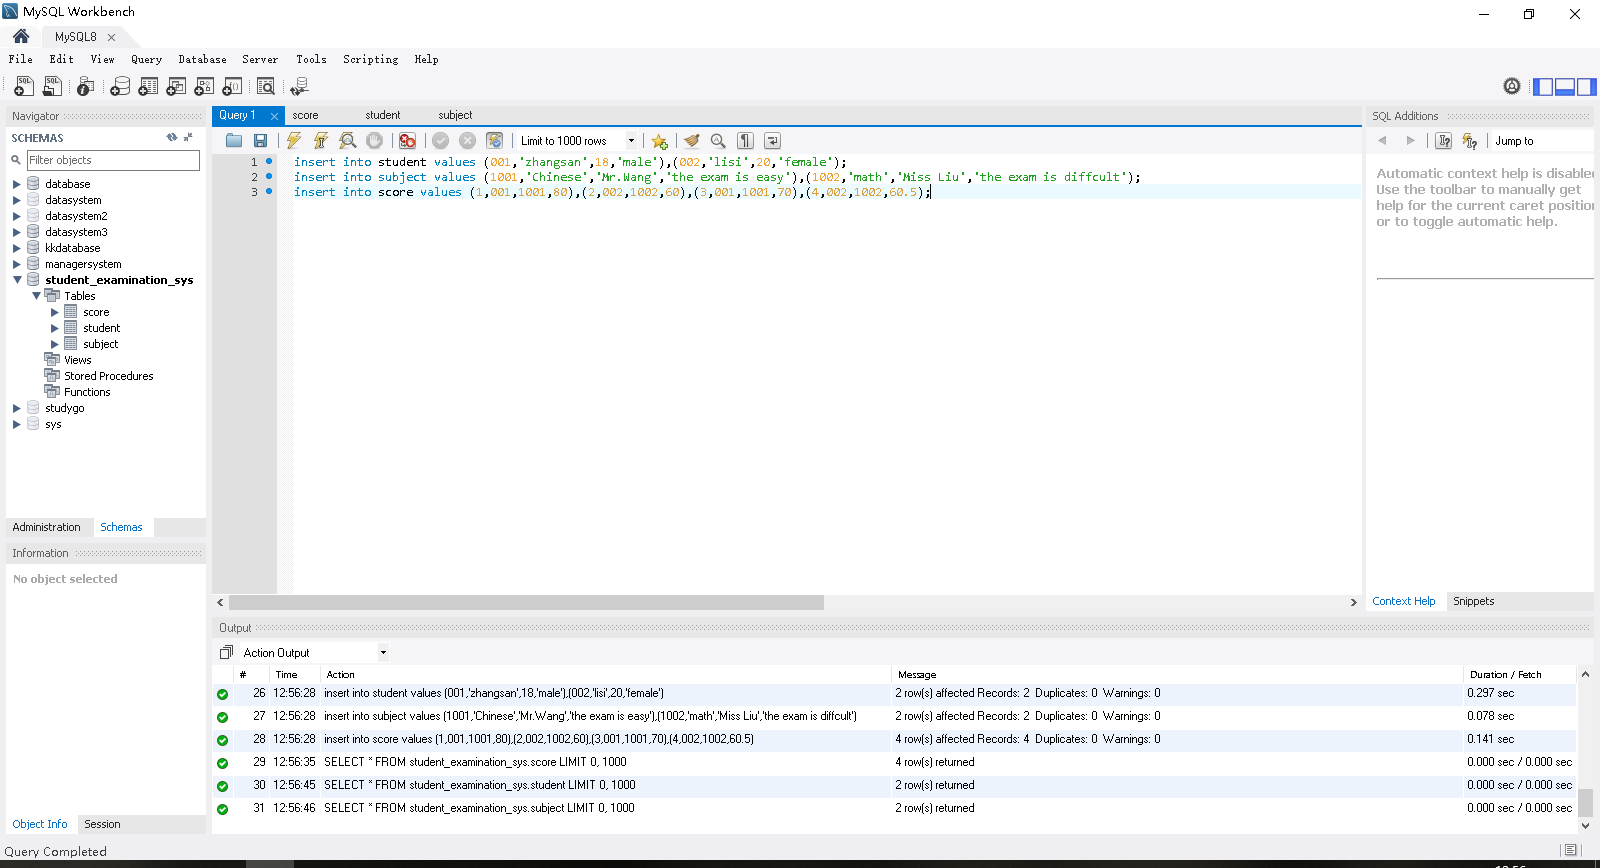 MySQL Workbench
MySQL8
File Edit View Query Database Server Tools Scripting Help
Navigator
SCHEMAS
Filter objects
database
datasystem
datasystem2
datasystem3
kkdatabase
managersystem
student_examination_sys
Tables
score
student
subject
Views
Stored Procedures
Functions
studygo
sys
Administration Schemas
Information
No object selected
Object Info Session
Query 1 score student subject
Limit to 1000 rows
1 insert into student values (001,'zhangsan',18,'male'),(002,'lisi',20,'female');
2 insert into subject values (1001,'Chinese','Mr.Wang','the exam is easy'),(1002,'math','Miss Liu','the exam is diffcult');
3 insert into score values (1,001,1001,80),(2,002,1002,60),(3,001,1001,70),(4,002,1002,60.5);
SQL Additions
Jump to
Automatic context help is disabled
Use the toolbar to manually get
help for the current caret position
or to toggle automatic help.
Context Help Snippets
Output
Action Output
# Time Action Message Duration / Fetch
26 12:56:28 insert into student values (001,'zhangsan',18,'male'),(002,'lisi',20,'female') 2 row(s) affected Records: 2 Duplicates: 0 Warnings: 0 0.297 sec
27 12:56:28 insert into subject values (1001,'Chinese','Mr.Wang','the exam is easy'),(1002,'math','Miss Liu','the exam is diffcult') 2 row(s) affected Records: 2 Duplicates: 0 Warnings: 0 0.078 sec
28 12:56:28 insert into score values (1,001,1001,80),(2,002,1002,60),(3,001,1001,70),(4,002,1002,60.5) 4 row(s) affected Records: 4 Duplicates: 0 Warnings: 0 0.141 sec
29 12:56:35 SELECT * FROM student_examination_sys.score LIMIT 0, 1000 4 row(s) returned 0.000 sec / 0.000 sec
30 12:56:45 SELECT * FROM student_examination_sys.student LIMIT 0, 1000 2 row(s) returned 0.000 sec / 0.000 sec
31 12:56:46 SELECT * FROM student_examination_sys.subject LIMIT 0, 1000 2 row(s) returned 0.000 sec / 0.000 sec
Query Completed